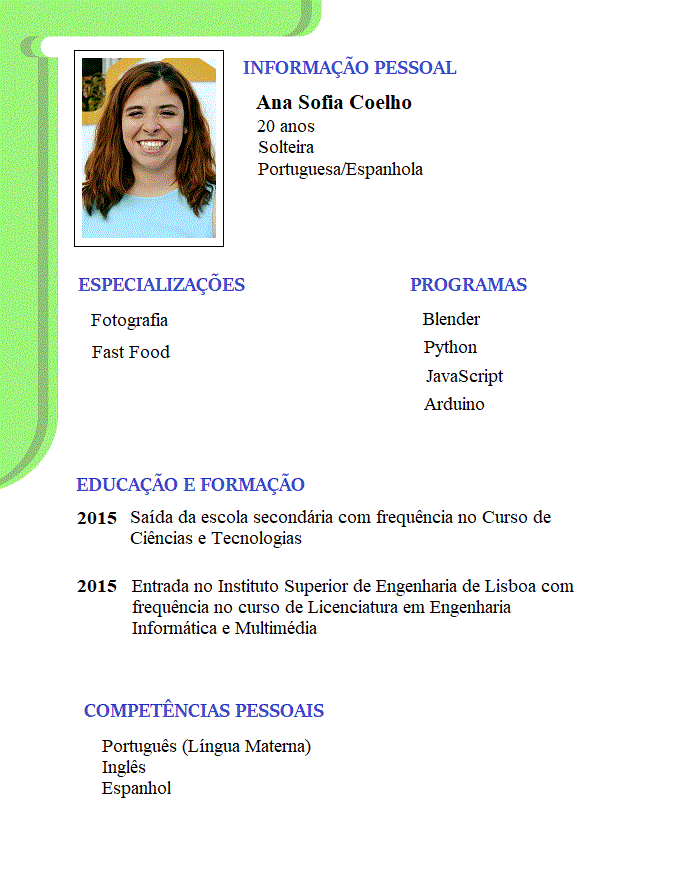 INFORMAÇÃO PESSOAL
Ana Sofia Coelho
20 anos
Solteira
Portuguesa/Espanhola
ESPECIALIZAÇÕES
Fotografia
Fast Food
PROGRAMAS
Blender
Python
JavaScript
Arduino
EDUCAÇÃO E FORMAÇÃO
2015 Saída da escola secondária com frequência no Curso de
Ciências e Tecnologias
2015 Entrada no Instituto Superior de Engenharia de Lisboa com
frequência no curso de Licenciatura em Engenharia
Informática e Multimédia
COMPETÊNCIAS PESSOAIS
Português (Língua Materna)
Inglês
Espanhol